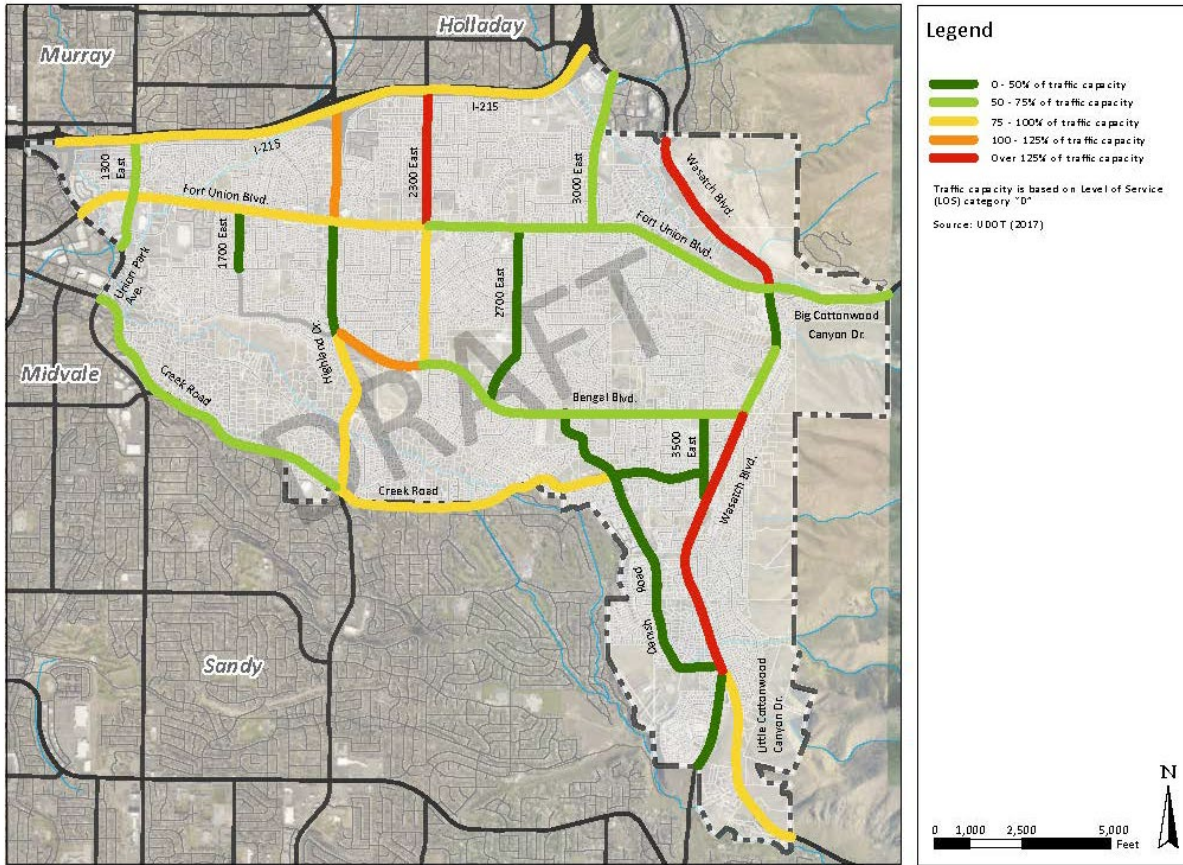 Murray
Holladay
I-215
I-215
1300
East
2300 East
3000 East
Wasatch Blvd.
Fort Union Blvd.
Fort Union Blvd.
1700 East
Union Park
Ave.
2700 East
Highland Dr.
Big Cottonwood
Canyon Dr.
Midvale
Creek Road
DRAFT
Bengal Blvd.
3500
East
Creek Road
Wasatch Blvd.
Danish Road
Sandy
Little Cottonwood
Canyon Dr.
Legend
0 - 50% of traffic capacity
50 - 75% of traffic capacity
75 - 100% of traffic capacity
100 - 125% of traffic capacity
Over 125% of traffic capacity
Traffic capacity is based on Level of Service
(LOS) category "D"
Source: UDOT (2017)
N
0 1,000 2,500 5,000
Feet